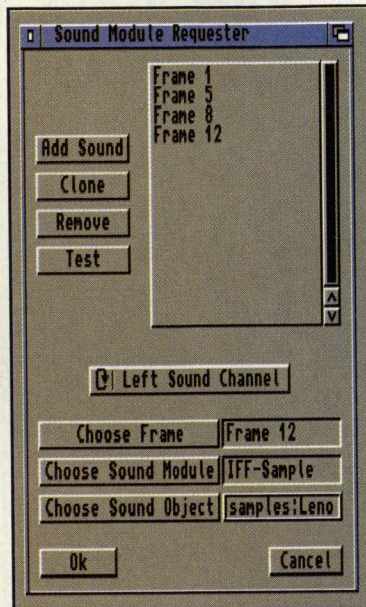 Sound Module Requester
Frame 1
Frame 5
Frame 8
Frame 12
Add Sound
Clone
Remove
Test
Left Sound Channel
Choose Frame
Frame 12
Choose Sound Module
IFF-Sample
Choose Sound Object
samples:Leno
Ok
Cancel